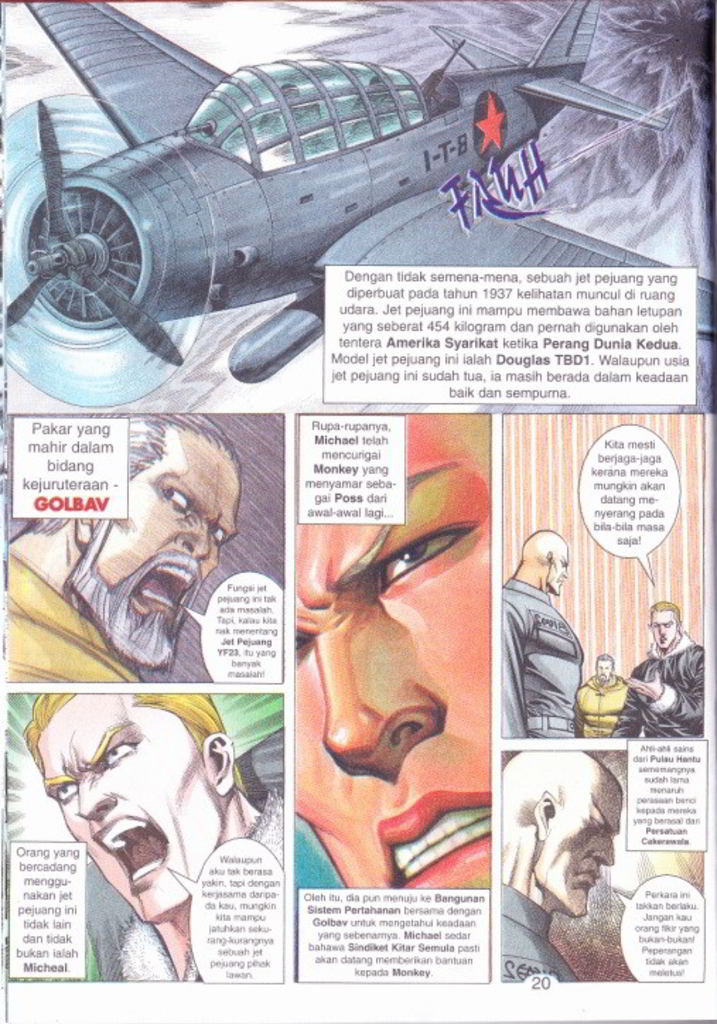 I-T-8
FAUH
Dengan tidak semena-mena, sebuah jet pejuang yang
diperbuat pada tahun 1937 kelihatan muncul di ruang
udara. Jet pejuang ini mampu membawa bahan letupan
yang seberat 454 kilogram dan pernah digunakan oleh
tentera Amerika Syarikat ketika Perang Dunia Kedua.
Model jet pejuang ini ialah Douglas TBD1. Walaupun usia
jet pejuang ini sudah tua, ia masih berada dalam keadaan
baik dan sempurna.
Pakar yang
mahir dalam
bidang
kejuruteraan -
GOLBAV
Fungsi jet
pejuang ini tak
ada masalah.
Tapi, kalau kita
nak menentang
Jet Pejuang
YF23, itu yang
banyak
masalah!
Rupa-rupanya,
Michael telah
mencurigai
Monkey yang
menyamar seba-
gai Poss dari
awal-awal lagi...
Kita mesti
berjaga-jaga
kerana mereka
mungkin akan
datang me-
nyerang pada
bila-bila masa
saja!
Orang yang
bercadang
menggu-
nakan jet
pejuang ini
tidak lain
dan tidak
bukan ialah
Micheal.
Walaupun
aku tak berasa
yakin, tapi dengan
kerjasama daripa-
da kau, mungkin
kita mampu
jatuhkan seku-
rang-kurangnya
sebuah jet
pejuang pihak
lawan.
Oleh itu, dia pun menuju ke Bangunan
Sistem Pertahanan bersama dengan
Golbav untuk mengetahui keadaan
yang sebenarnya. Michael sedar
bahawa Sindiket Kitar Semula pasti
akan datang memberikan bantuan
kepada Monkey.
Ahli-ahli sains
dari Pulau Hantu
sememangnya
sudah lama
menaruh
perasaan benci
kepada mereka
yang berasal dari
Persatuan
Cakerawala.
Perkara ini
takkan berlaku.
Jangan kau
orang fikir yang
bukan-bukan!
Peperangan
tidak akan
meletus!
20